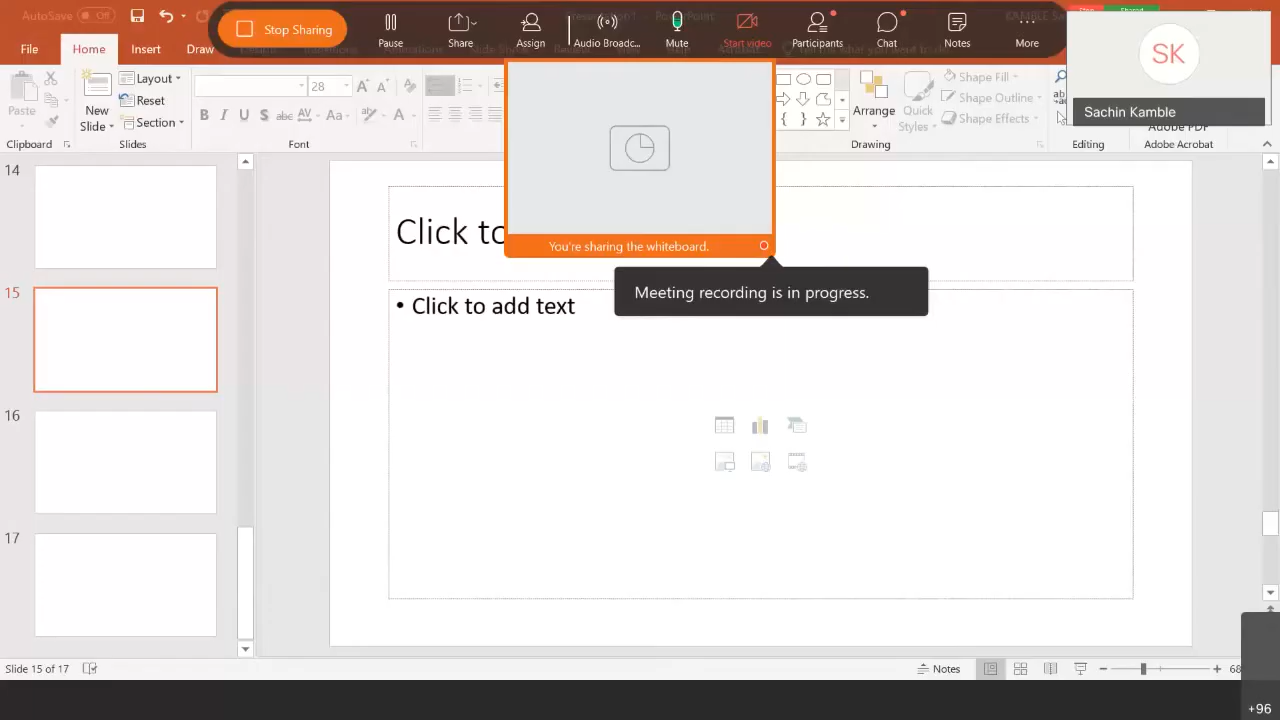 AutoSave Off
Stop Sharing
Pause
Share
Assign
Audio Broadc...
Mute
Start video
Participants
Chat
Notes
More
SK
Sachin Kamble
File
Home
Insert
Draw
Paste
Clipboard
New
Slide
Layout
Reset
Section
Slides
28
Font
Arrange
Quick
Styles
Shape Fill
Shape Outline
Shape Effects
Drawing
Editing
Adobe PDF
Adobe Acrobat
You're sharing the whiteboard.
Meeting recording is in progress.
14
15
16
17
Click to
• Click to add text
Slide 15 of 17
Notes
68
+96